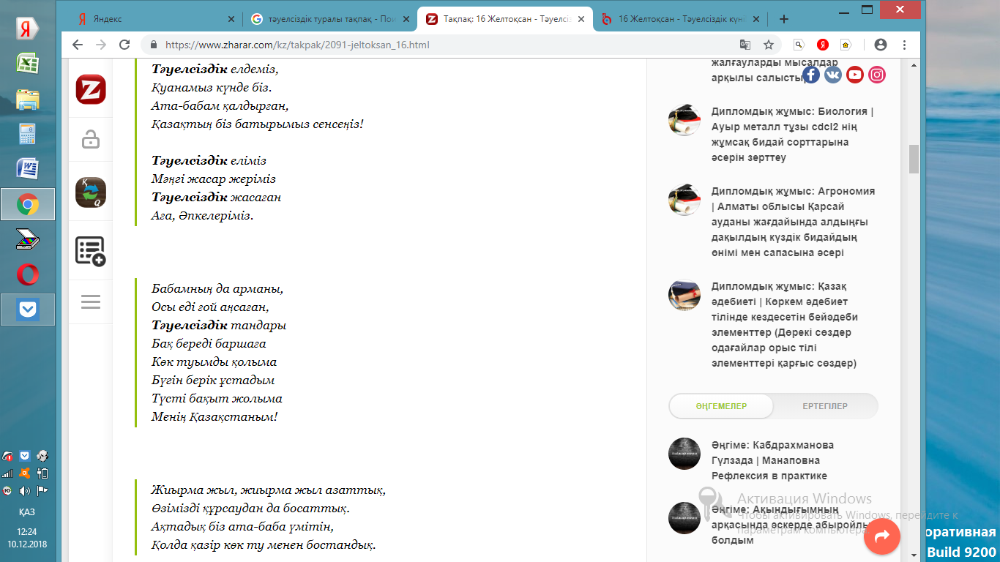 Яндекс
тәуелсіздік туралы тақпақ - Пои
Тақпақ: 16 Желтоқсан - Тәуелсіз
16 Желтоқсан - Тәуелсіздік күні
https://www.zharar.com/kz/takpak/2091-jeltoksan_16.html
Тәуелсіздік елдеміз,
Қуанамыз күнде біз.
Ата-бабам қалдырған,
Қазақтың біз батырымыз сенсеңіз!
Тәуелсіздік еліміз
Мәңгі жасар жеріміз
Тәуелсіздік жасаған
Аға, Әпкелеріміз.
Бабамның да арманы,
Осы еді ғой аңсаған,
Тәуелсіздік тандары
Бақ береді баршаға
Көк туымды қолыма
Бүгін берік ұстадым
Түсті бақыт жолыма
Менің Қазақстаным!
Жиырма жыл, жиырма жыл азаттық,
Өзімізді құрсаудан да босаттық.
Ақтадық біз ата-баба үмітін,
Қолда қазір көк ту менен бостандық.
жалғауларды мысалдар
арқылы салысты
Дипломдық жұмыс: Биология |
Ауыр металл тұзы cdcl2 нің
жұмсақ бидай сорттарына
әсерін зерттеу
Дипломдық жұмыс: Агрономия
| Алматы облысы Қарсай
ауданы жағдайында алдыңғы
дақылдың күздік бидайдың
өнімі мен сапасына әсері
Дипломдық жұмыс: Қазақ
әдебиеті | Көркем әдебиет
тілінде кездесетін бейәдеби
элементтер (Дөрекі сөздер
одағайлар орыс тілі
элементтері қарғыс сөздер)
ӘҢГЕМЕЛЕР
ЕРТЕГІЛЕР
Әңгіме: Кабдрахманова
Гүлзада | Манаповна
Рефлексия в практике
Әңгіме: Ақындығымның
арқасында әскерде абыройлы
болдым
Активация Windows
Чтобы активировать Windows, перейдите к
параметрам компьютера
оративная
Build 9200
ҚАЗ
12:24
10.12.2018